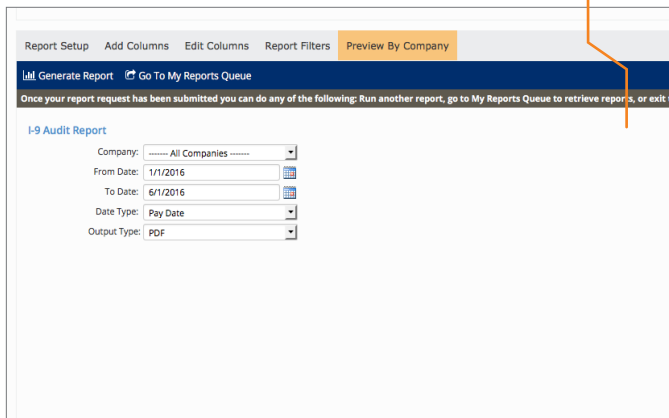 Report Setup Add Columns Edit Columns Report Filters Preview By Company
Generate Report Go To My Reports Queue
Once your report request has been submitted you can do any of the following: Run another report, go to My Reports Queue to retrieve reports, or exit
I-9 Audit Report
Company: ------- All Companies -------
From Date: 1/1/2016
To Date: 6/1/2016
Date Type: Pay Date
Output Type: PDF